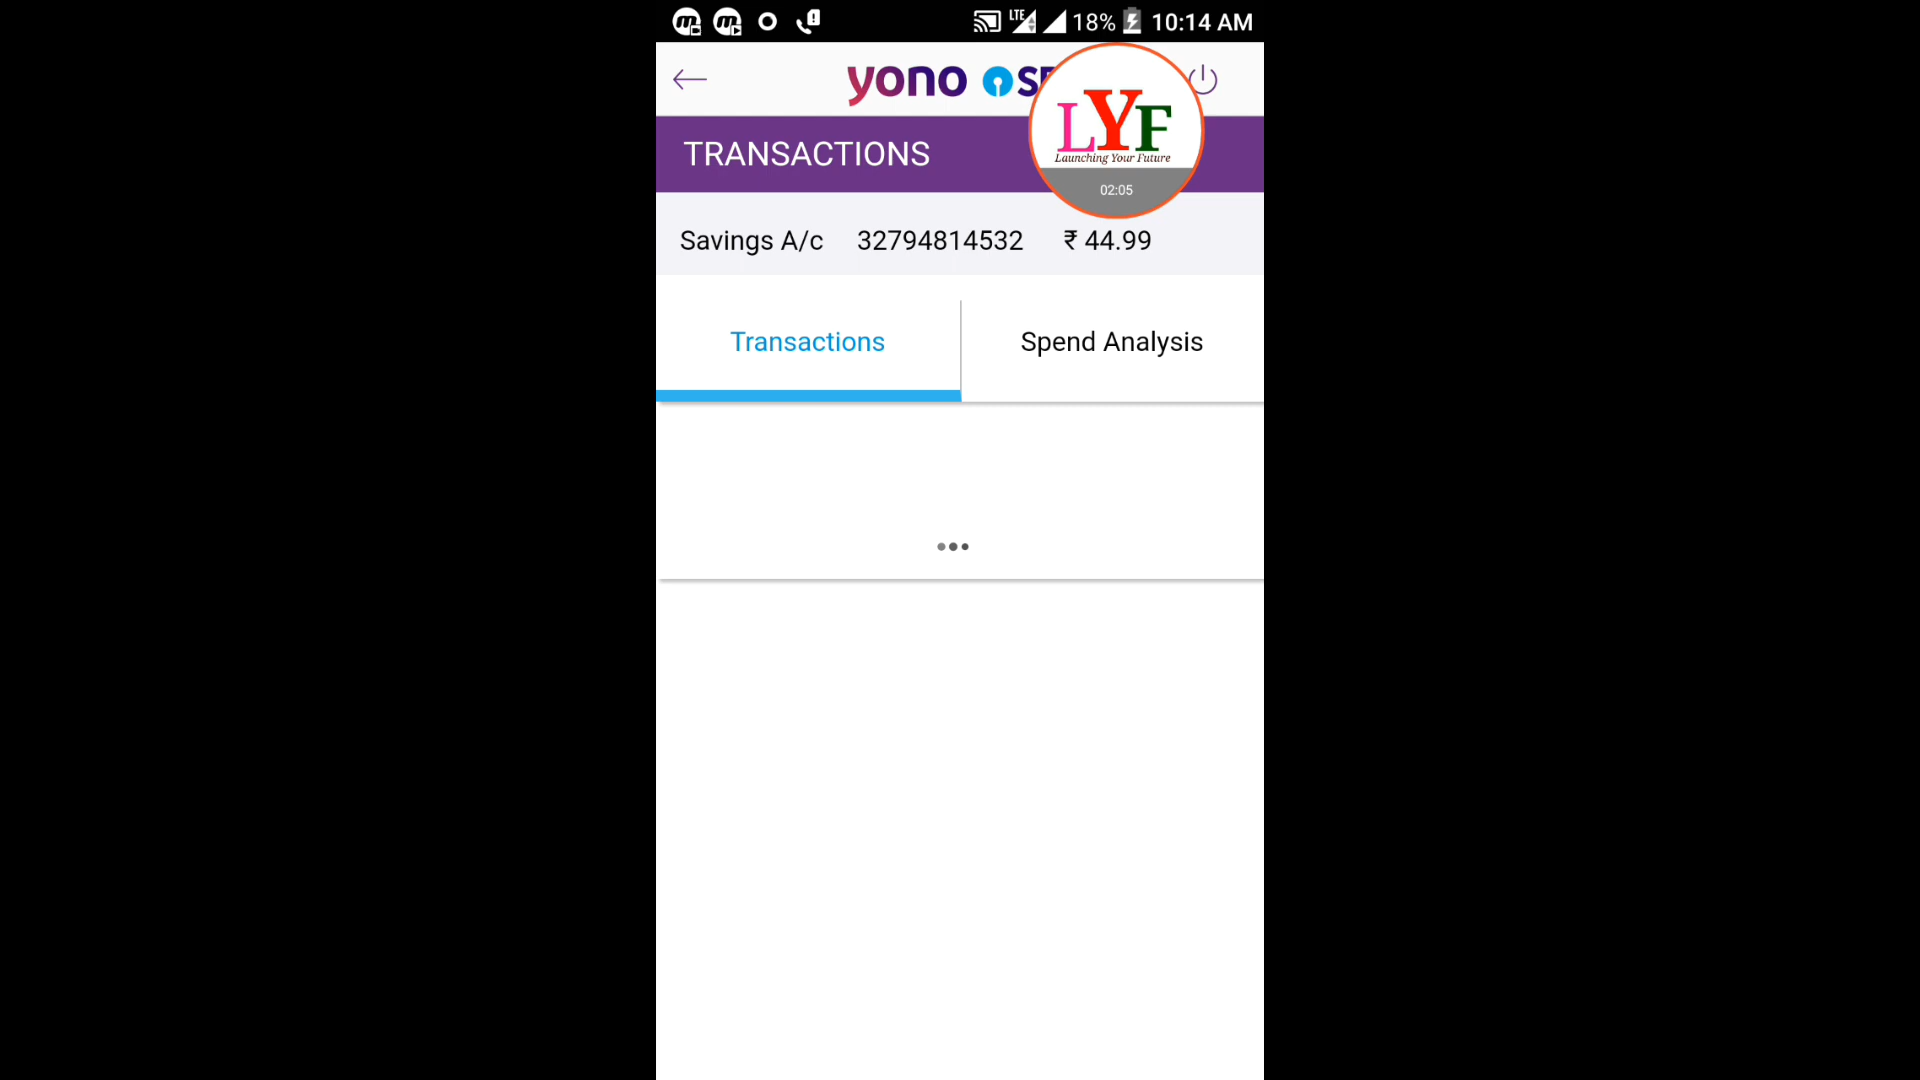 LTE 18% 10:14 AM
yono
LYF
Launching Your Future
02:05
TRANSACTIONS
Savings A/c 32794814532 ₹ 44.99
Transactions Spend Analysis